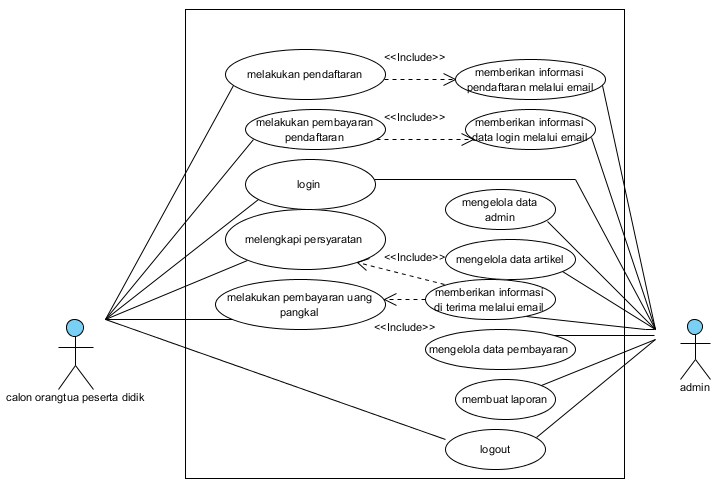 <<Include>>
melakukan pendaftaran
memberikan informasi
pendaftaran melalui email
<<Include>>
melakukan pembayaran
pendaftaran
memberikan informasi
data login melalui email
login
mengelola data
admin
melengkapi persyaratan
<<Include>>
mengelola data artikel
melakukan pembayaran uang
pangkal
memberikan informasi
di terima melalui email
<<Include>>
mengelola data pembayaran
calon orangtua peserta didik
admin
membuat laporan
logout